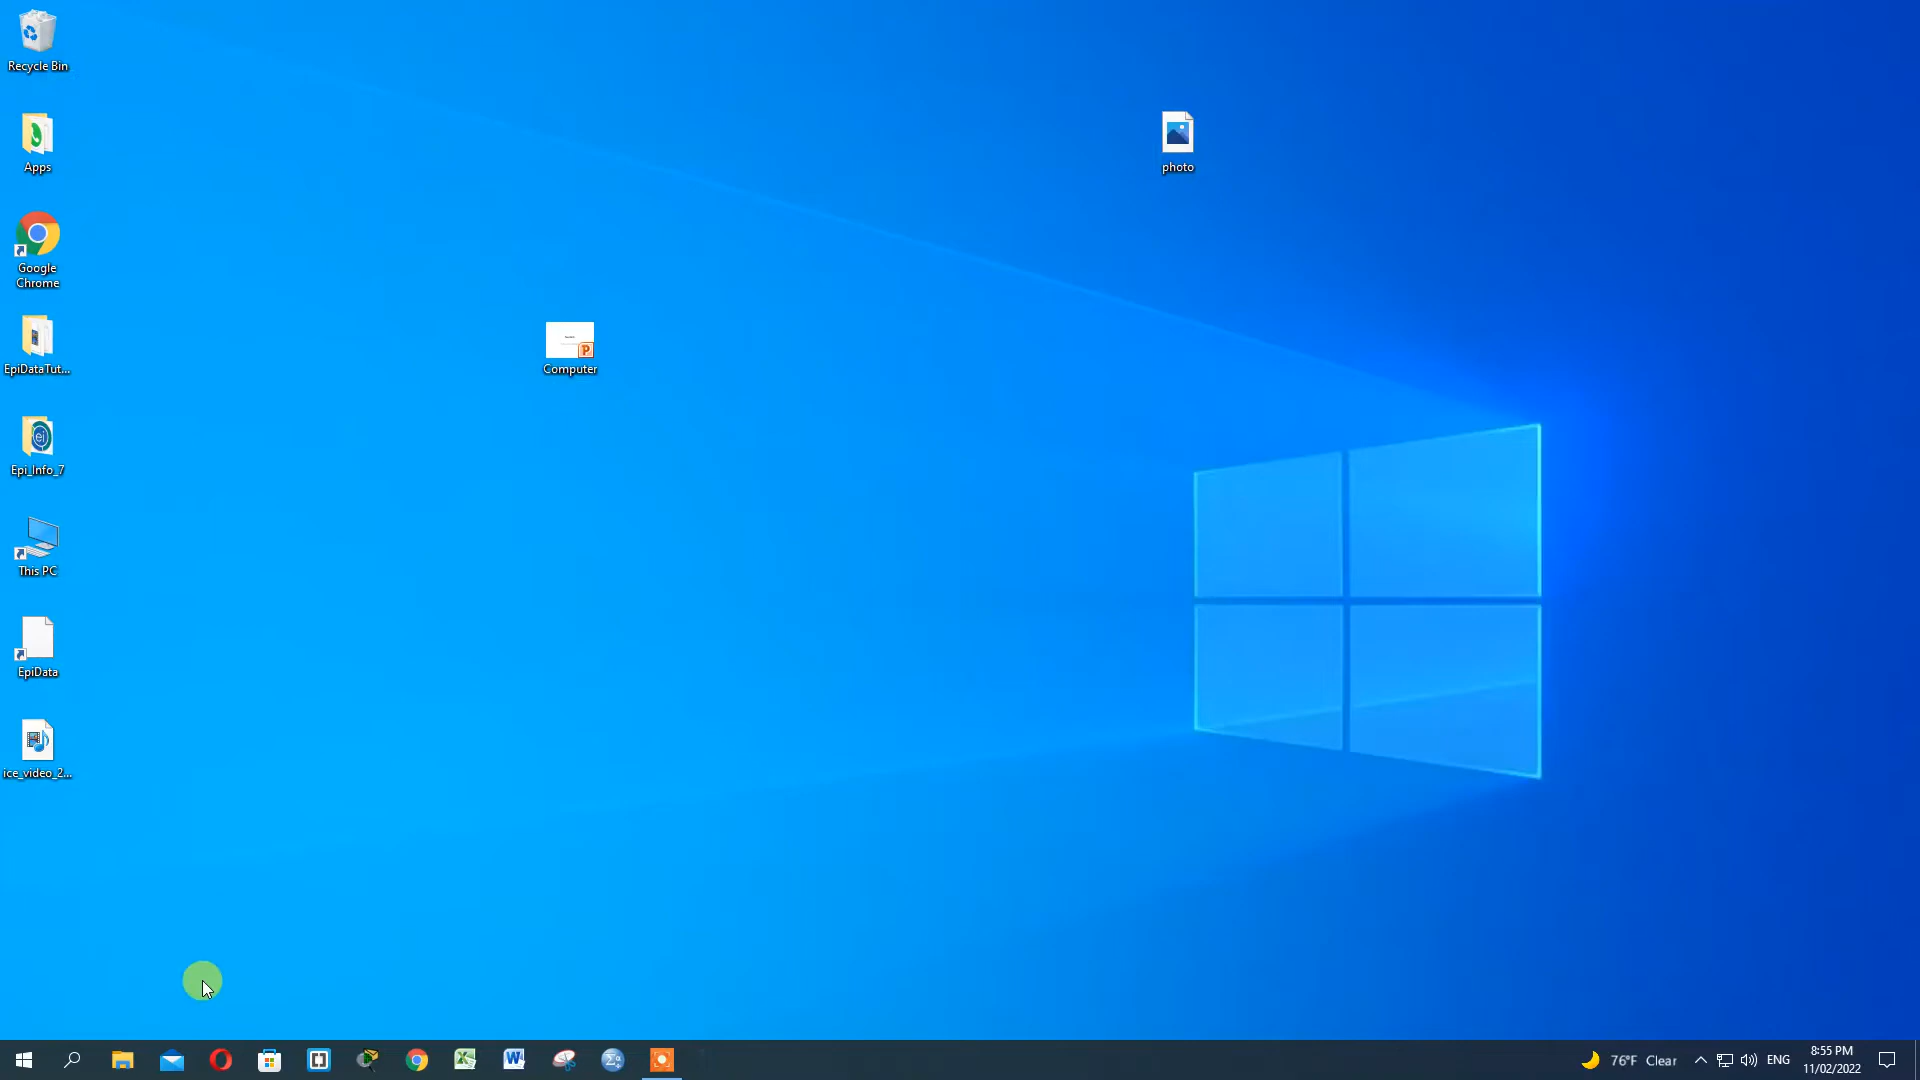 Recycle Bin
Apps
photo
Google
Chrome
EpiDataTut...
Computer
Epi_Info_7
This PC
EpiData
ice_video_2...
76°F Clear
ENG
8:55 PM
11/02/2022